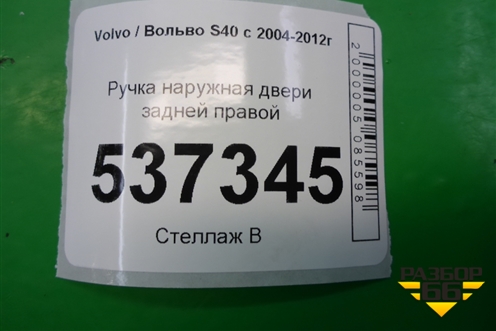 Volvo / Вольво S40 с 2004-2012г
Ручка наружная двери
задней правой
537345
Стеллаж В
2000005085598
РАЗБОР
66